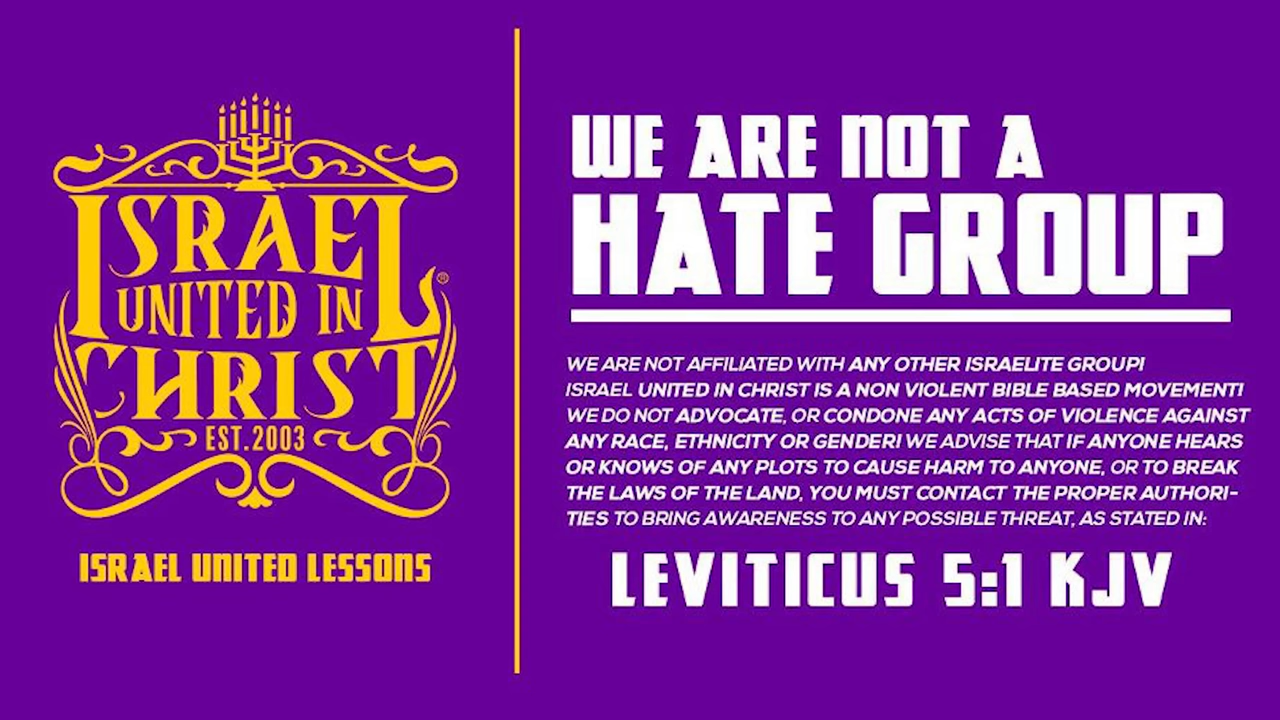 ISRAEL
UNITED IN
CHRIST
EST.2003
®
ISRAEL UNITED LESSONS
WE ARE NOT A
HATE GROUP
WE ARE NOT AFFILIATED WITH ANY OTHER ISRAELITE GROUP!
ISRAEL UNITED IN CHRIST IS A NON VIOLENT BIBLE BASED MOVEMENT!
WE DO NOT ADVOCATE, OR CONDONE ANY ACTS OF VIOLENCE AGAINST
ANY RACE, ETHNICITY OR GENDER! WE ADVISE THAT IF ANYONE HEARS
OR KNOWS OF ANY PLOTS TO CAUSE HARM TO ANYONE, OR TO BREAK
THE LAWS OF THE LAND, YOU MUST CONTACT THE PROPER AUTHORI-
TIES TO BRING AWARENESS TO ANY POSSIBLE THREAT, AS STATED IN:
LEVITICUS 5:1 KJV